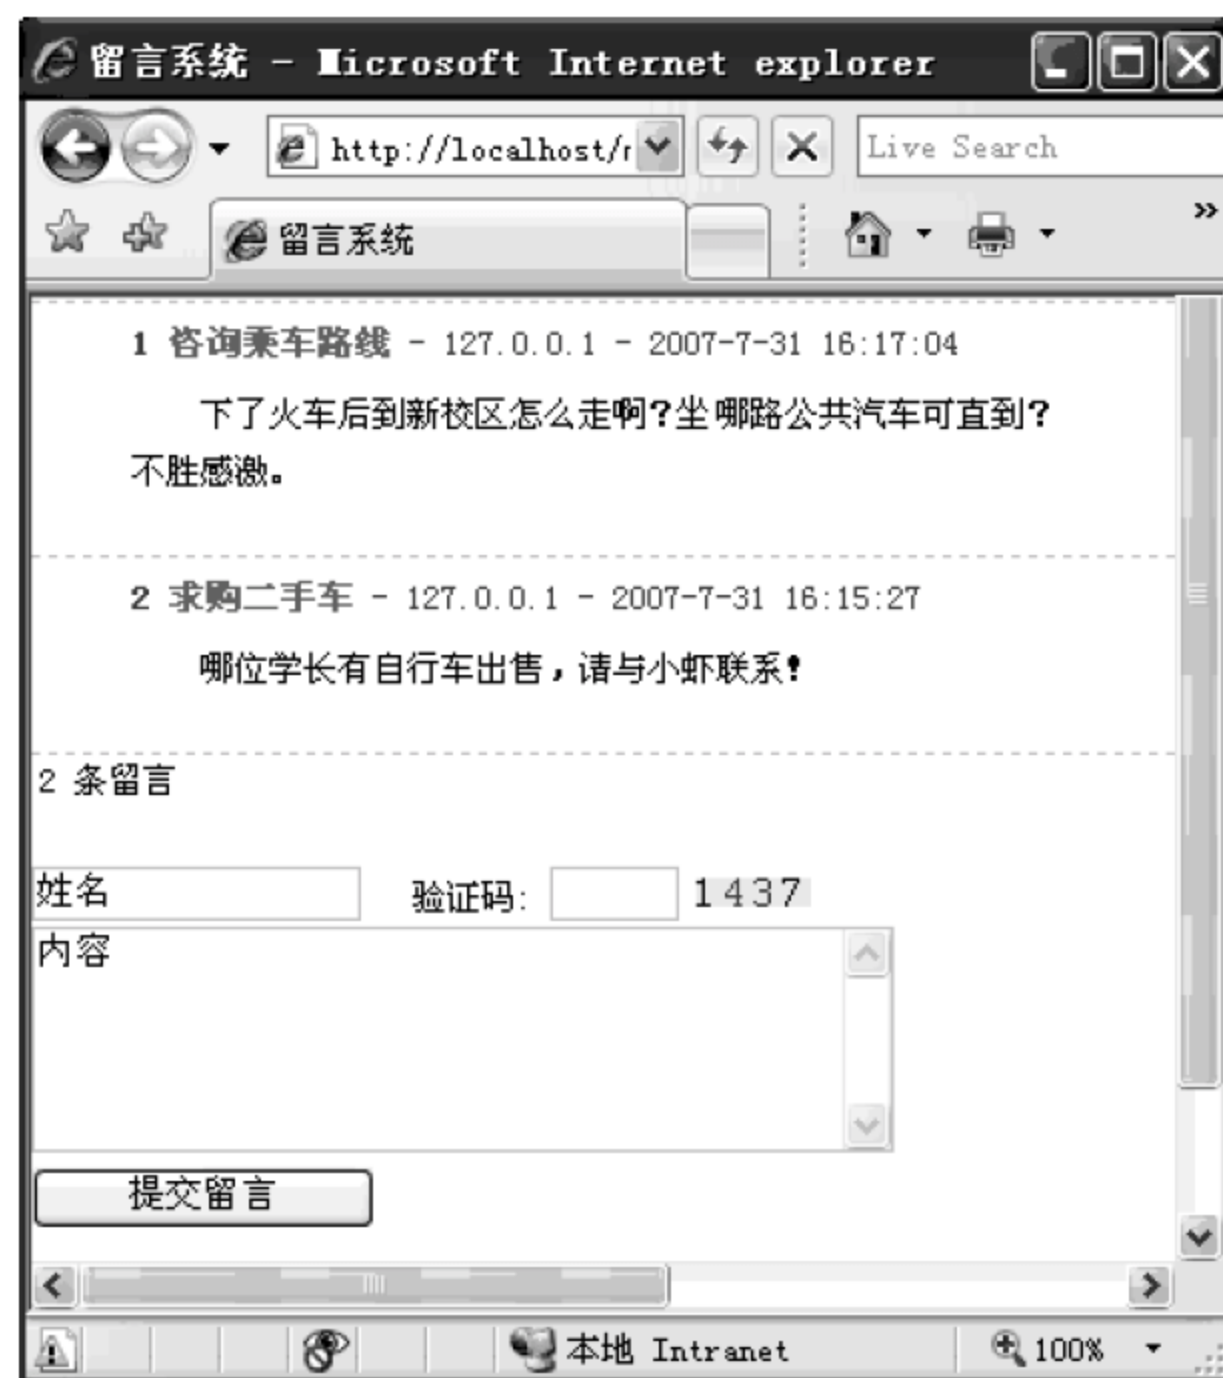 留言系统 - Microsoft Internet explorer
http://localhost/r
Live Search
留言系统
1 咨询乘车路线 - 127.0.0.1 - 2007-7-31 16:17:04
下了火车后到新校区怎么走啊?坐哪路公共汽车可直到?
不胜感激。
2 求购二手车 - 127.0.0.1 - 2007-7-31 16:15:27
哪位学长有自行车出售，请与小虾联系!
2 条留言
姓名 验证码: 1437
内容
提交留言
本地 Intranet 100%